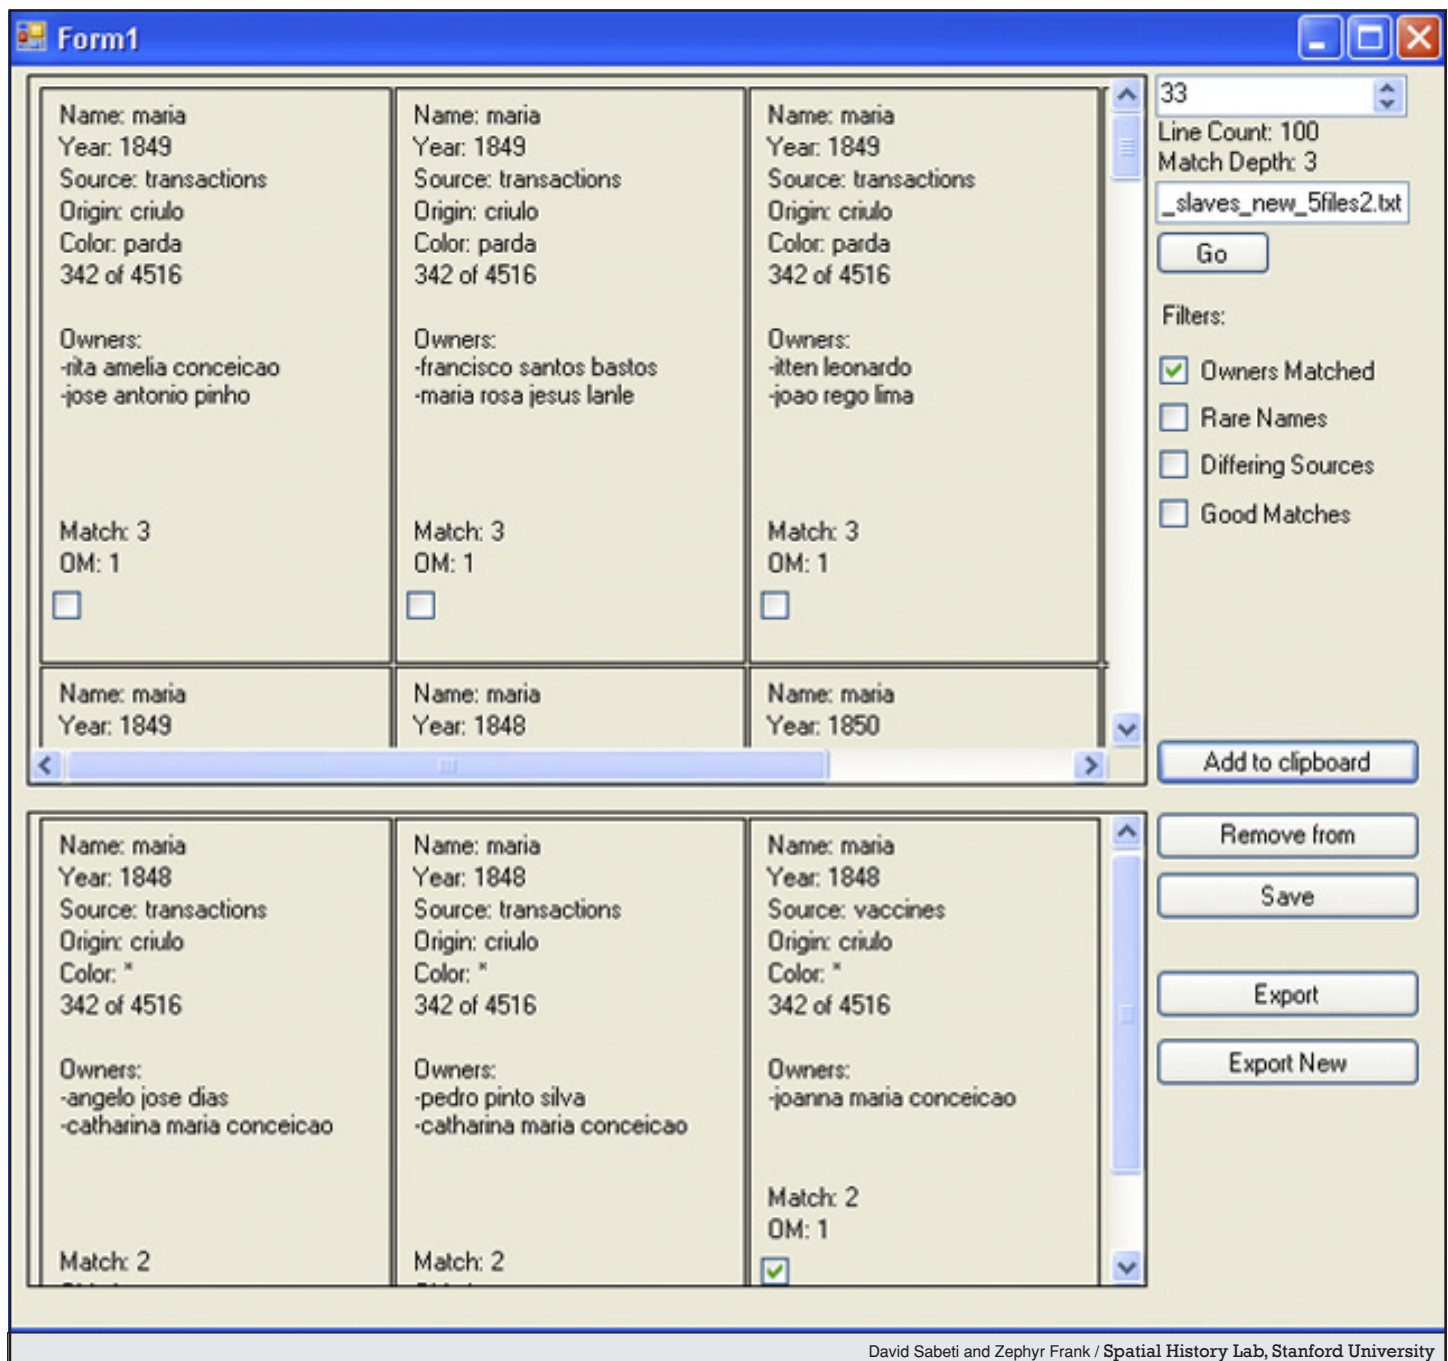 Form1
Name: maria
Year: 1849
Source: transactions
Origin: criulo
Color: parda
342 of 4516
Owners:
-rita amelia conceicao
-jose antonio pinho
Match: 3
OM: 1
Name: maria
Year: 1849
Source: transactions
Origin: criulo
Color: parda
342 of 4516
Owners:
-francisco santos bastos
-maria rosa jesus lanle
Match: 3
OM: 1
Name: maria
Year: 1849
Source: transactions
Origin: criulo
Color: parda
342 of 4516
Owners:
-itten leonardo
-joao rego lima
Match: 3
OM: 1
Name: maria
Year: 1849
Name: maria
Year: 1848
Name: maria
Year: 1850
33
Line Count: 100
Match Depth: 3
_slaves_new_5files2.txt
Go
Filters:
Owners Matched
Rare Names
Differing Sources
Good Matches
Add to clipboard
Name: maria
Year: 1848
Source: transactions
Origin: criulo
Color: *
342 of 4516
Owners:
-angelo jose dias
-catharina maria conceicao
Match: 2
Name: maria
Year: 1848
Source: transactions
Origin: criulo
Color: *
342 of 4516
Owners:
-pedro pinto silva
-catharina maria conceicao
Match: 2
Name: maria
Year: 1848
Source: vaccines
Origin: criulo
Color: *
342 of 4516
Owners:
-joanna maria conceicao
Match: 2
OM: 1
Remove from
Save
Export
Export New
David Sabeti and Zephyr Frank / Spatial History Lab, Stanford University